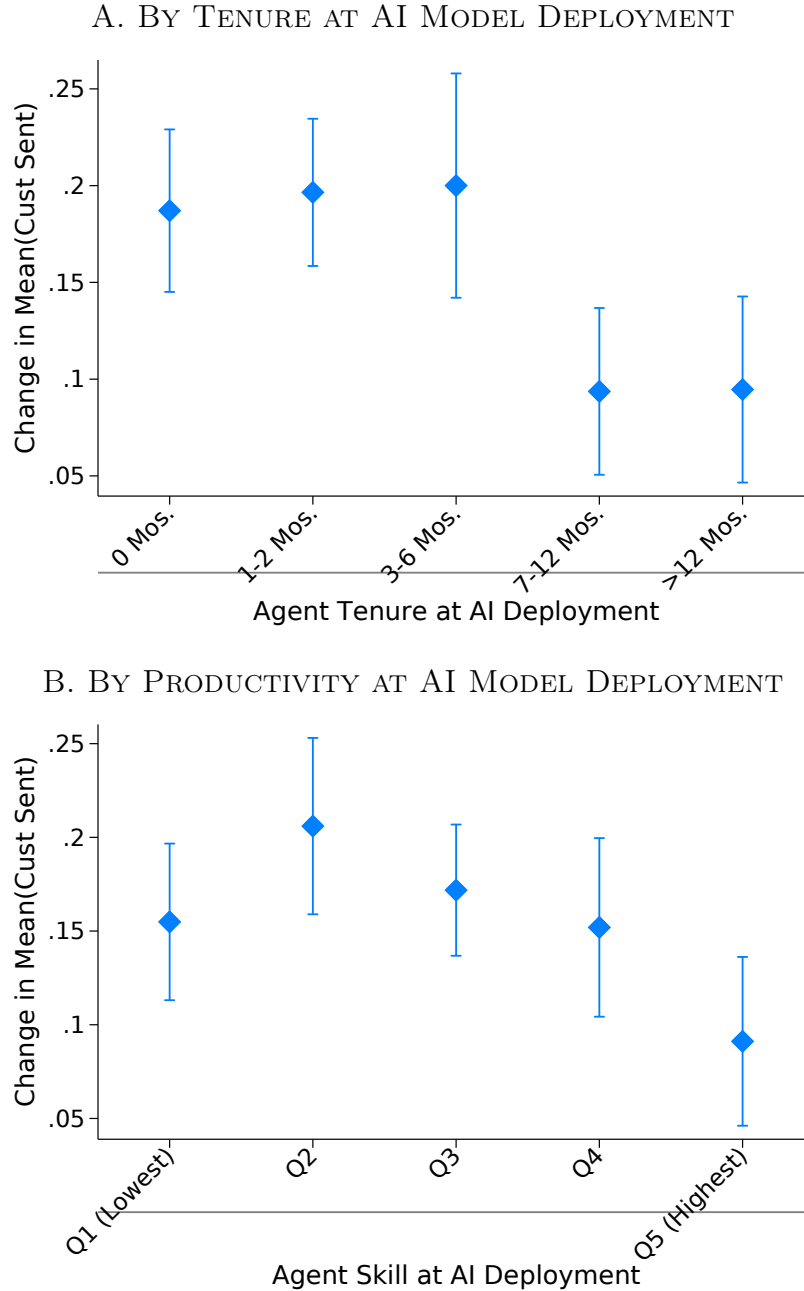 A. By Tenure at AI Model Deployment
Change in Mean(Cust Sent)
.25
.2
.15
.1
.05
0 Mos.
1-2 Mos.
3-6 Mos.
7-12 Mos.
>12 Mos.
Agent Tenure at AI Deployment
B. By Productivity at AI Model Deployment
Change in Mean(Cust Sent)
.25
.2
.15
.1
.05
Q1 (Lowest)
Q2
Q3
Q4
Q5 (Highest)
Agent Skill at AI Deployment